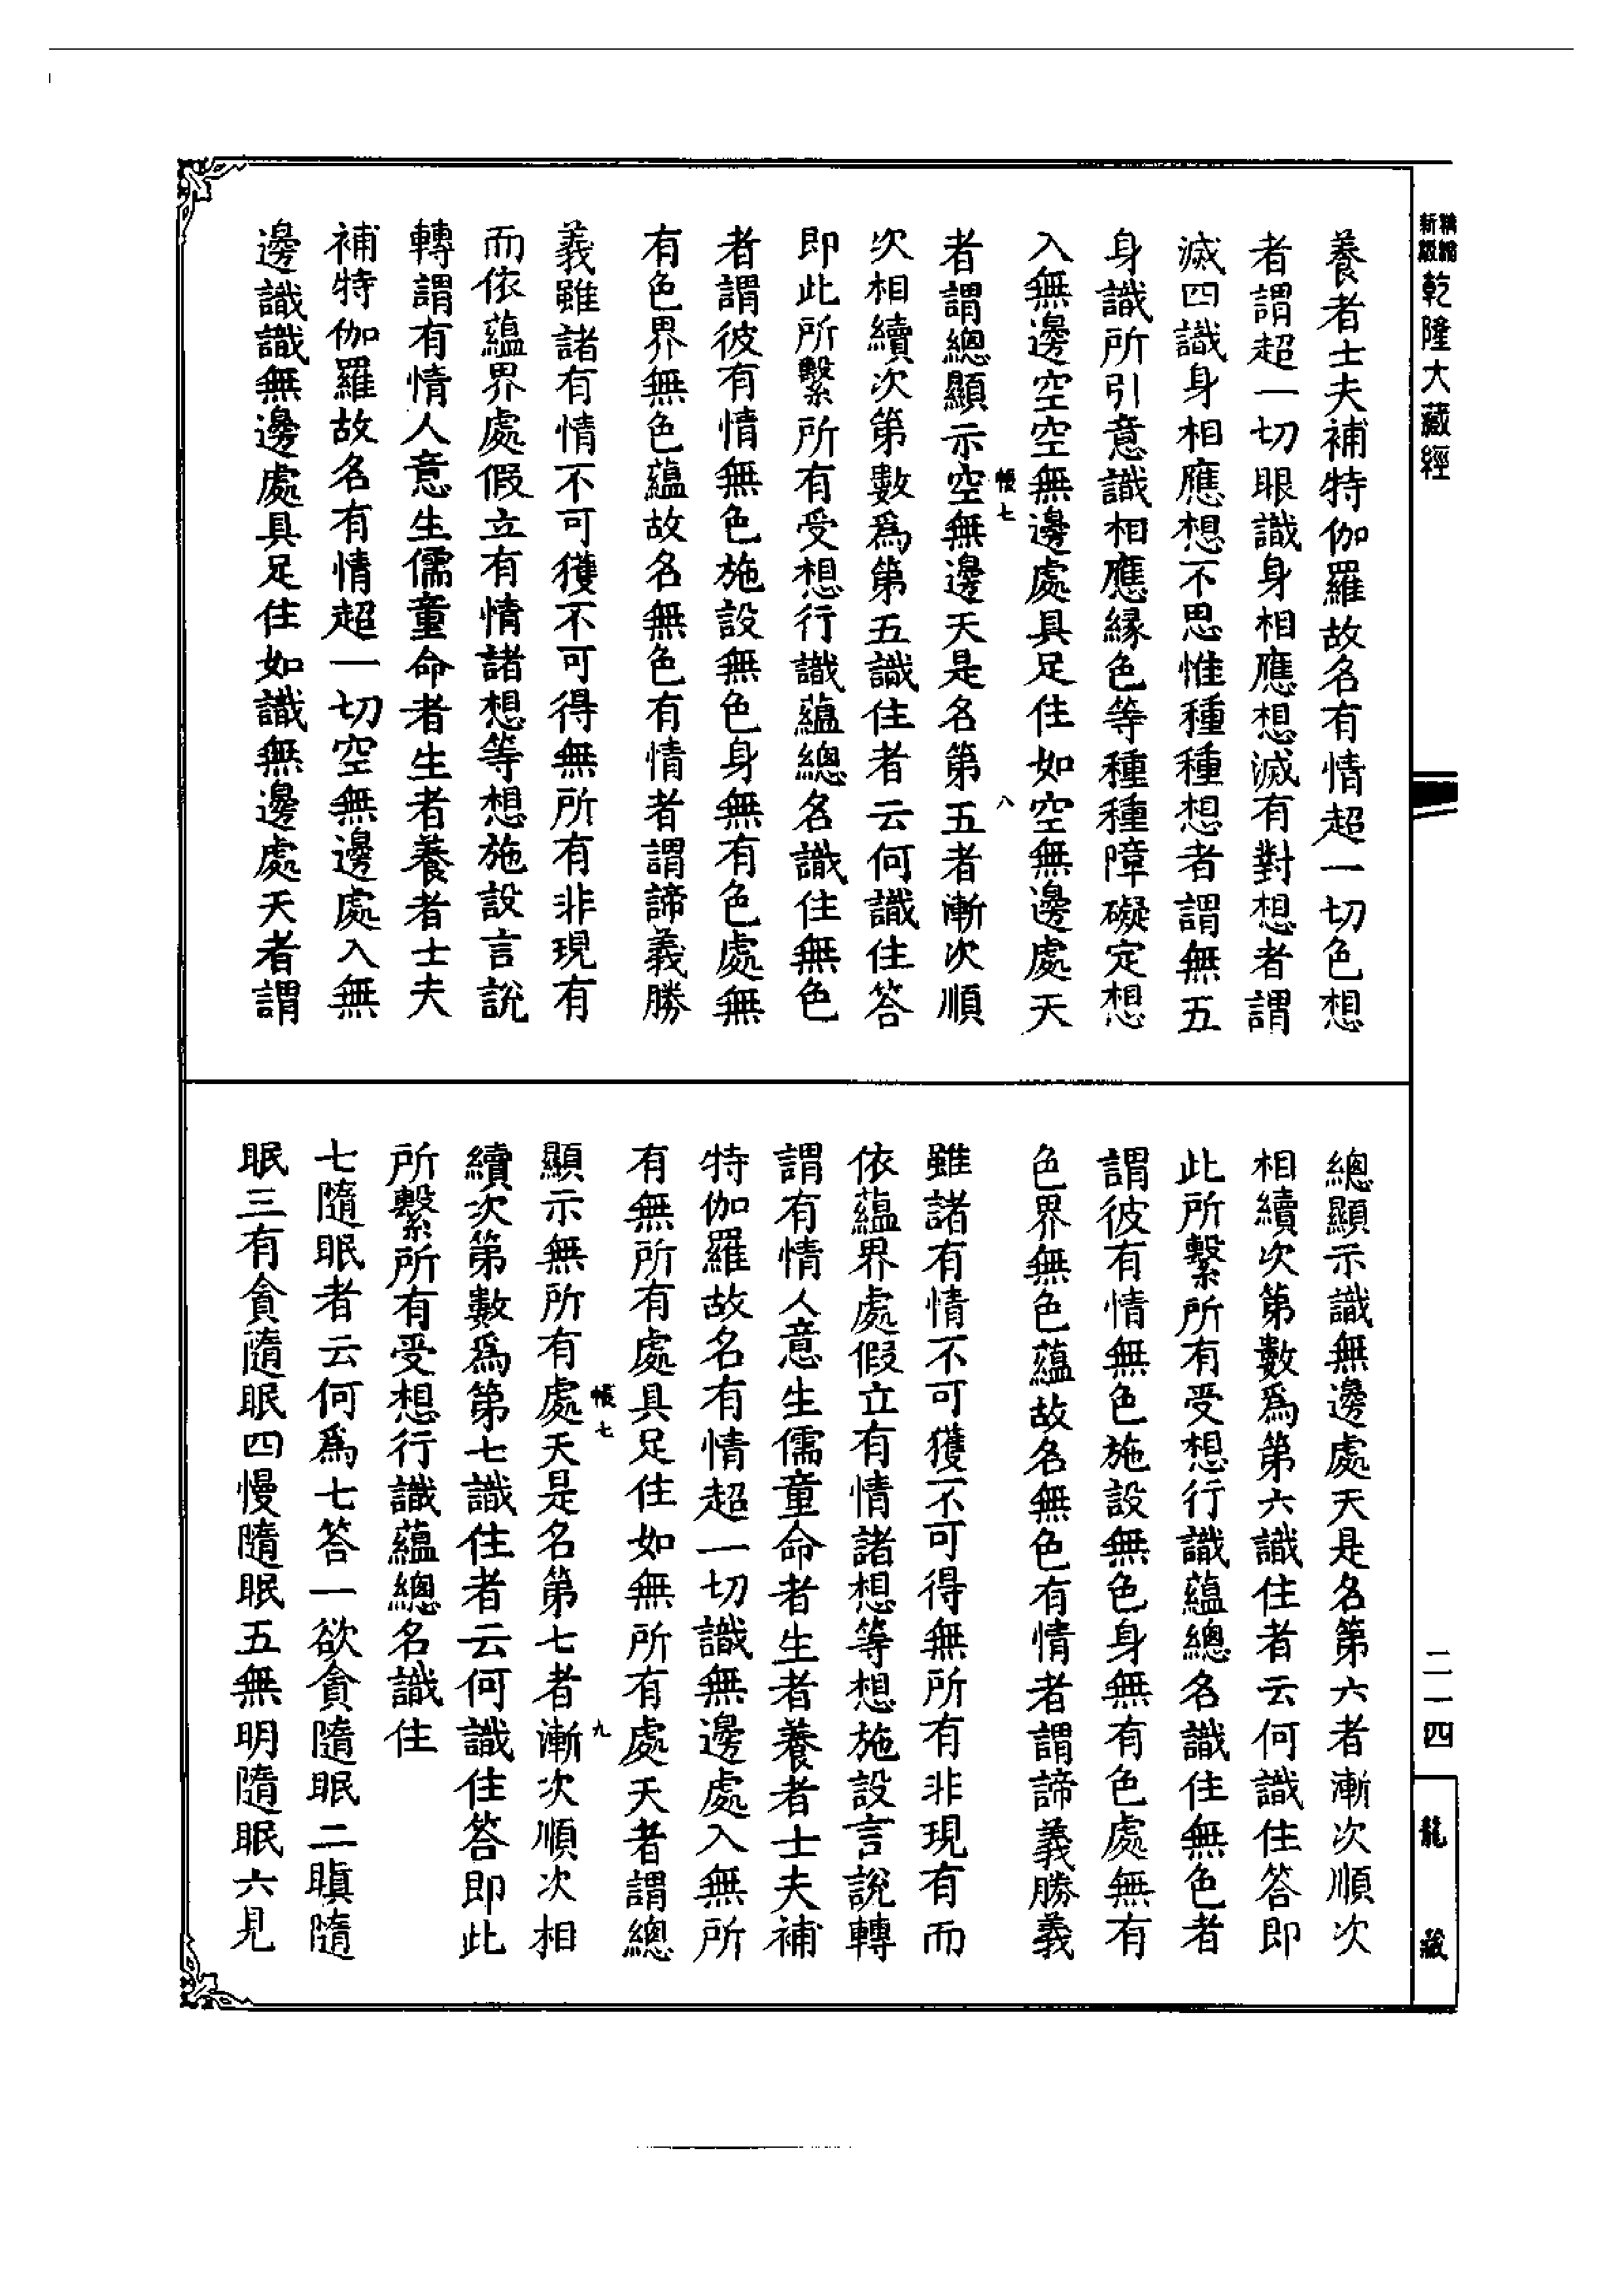 新版 精縮 乾隆大藏經
養者士夫補特伽羅故名有情超一切色想
者謂超一切眼識身相應想滅有對想者謂
滅四識身相應想不思惟種種想者謂無五
身識所引意識相應緣色等種種障礙定想
入無邊空空無邊處具足住如空無邊處天
帳七 八
者謂總顯示空無邊天是名第五者漸次順
次相續次第數爲第五識住者云何識住答
即此所繫所有受想行識蘊總名識住無色
者謂彼有情無色施設無色身無有色處無
有色界無色蘊故名無色有情者謂諦義勝
義雖諸有情不可獲不可得無所有非現有
而依蘊界處假立有情諸想等想施設言說
轉謂有情人意生儒童命者生者養者士夫
補特伽羅故名有情超一切空無邊處入無
邊識識無邊處具足住如識無邊處天者謂
總顯示識無邊處天是名第六者漸次順次
相續次第數爲第六識住者云何識住答即
此所繫所有受想行識蘊總名識住無色者
謂彼有情無色施設無色身無有色處無有
色界無色蘊故名無色有情者謂諦義勝義
雖諸有情不可獲不可得無所有非現有而
依蘊界處假立有情諸想等想施設言說轉
謂有情人意生儒童命者生者養者士夫補
特伽羅故名有情超一切識無邊處入無所
有無所有處具足住如無所有處天者謂總
帳七 九
顯示無所有處天是名第七者漸次順次相
續次第數爲第七識住者云何識住答即此
所繫所有受想行識蘊總名識住
七隨眠者云何爲七答一欲貪隨眠二瞋隨
眠三有貪隨眠四慢隨眠五無明隨眠六見
二一四
龍藏